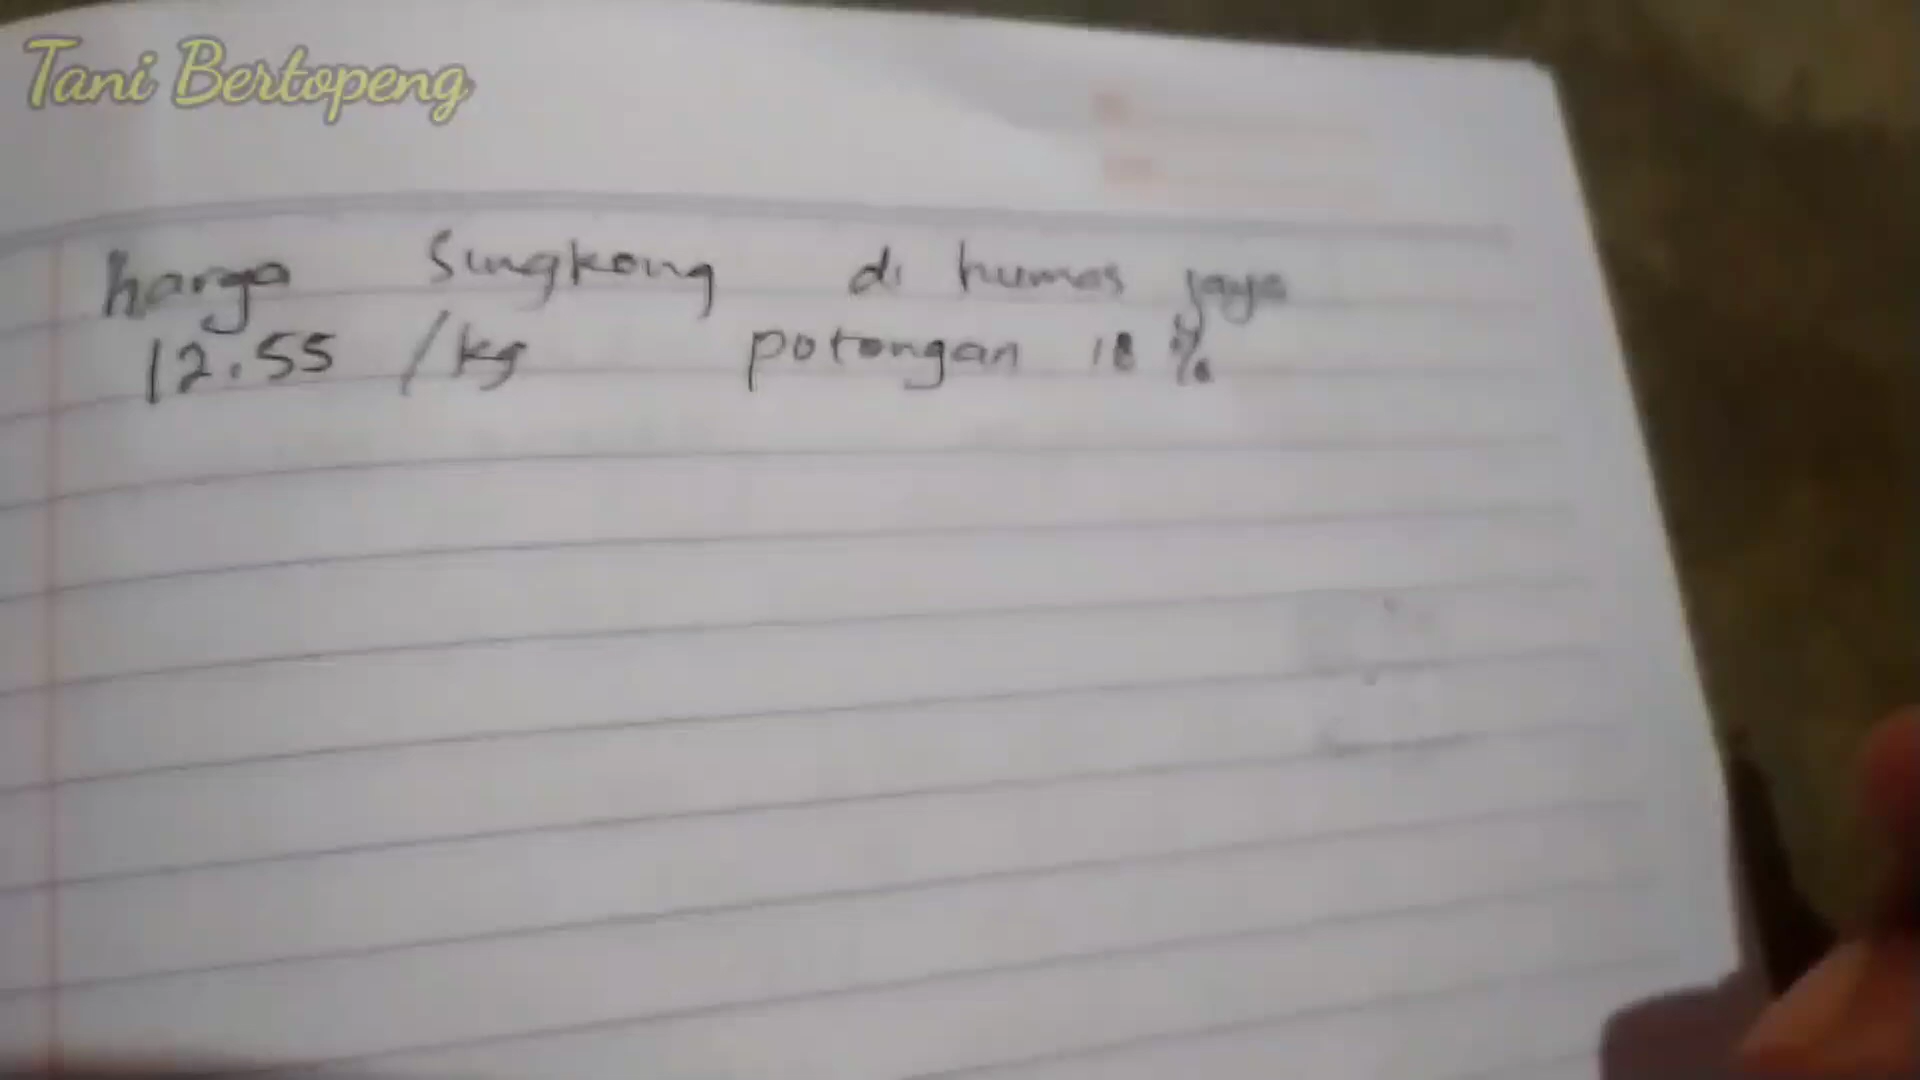 Tani Bertopeng
harga Singkong di humas jaya
12.55 /kg potongan 18 %